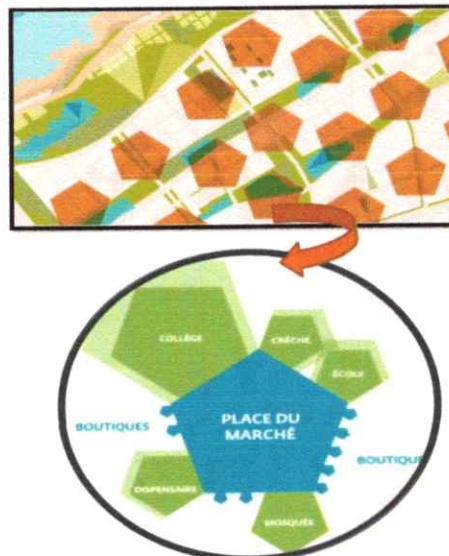 COLLÈGE
CRÈCHE
ÉCOLE
PLACE DU
MARCHÉ
BOUTIQUES
BOUTIQUE
DISPENSAIRE
MOSQUÉE